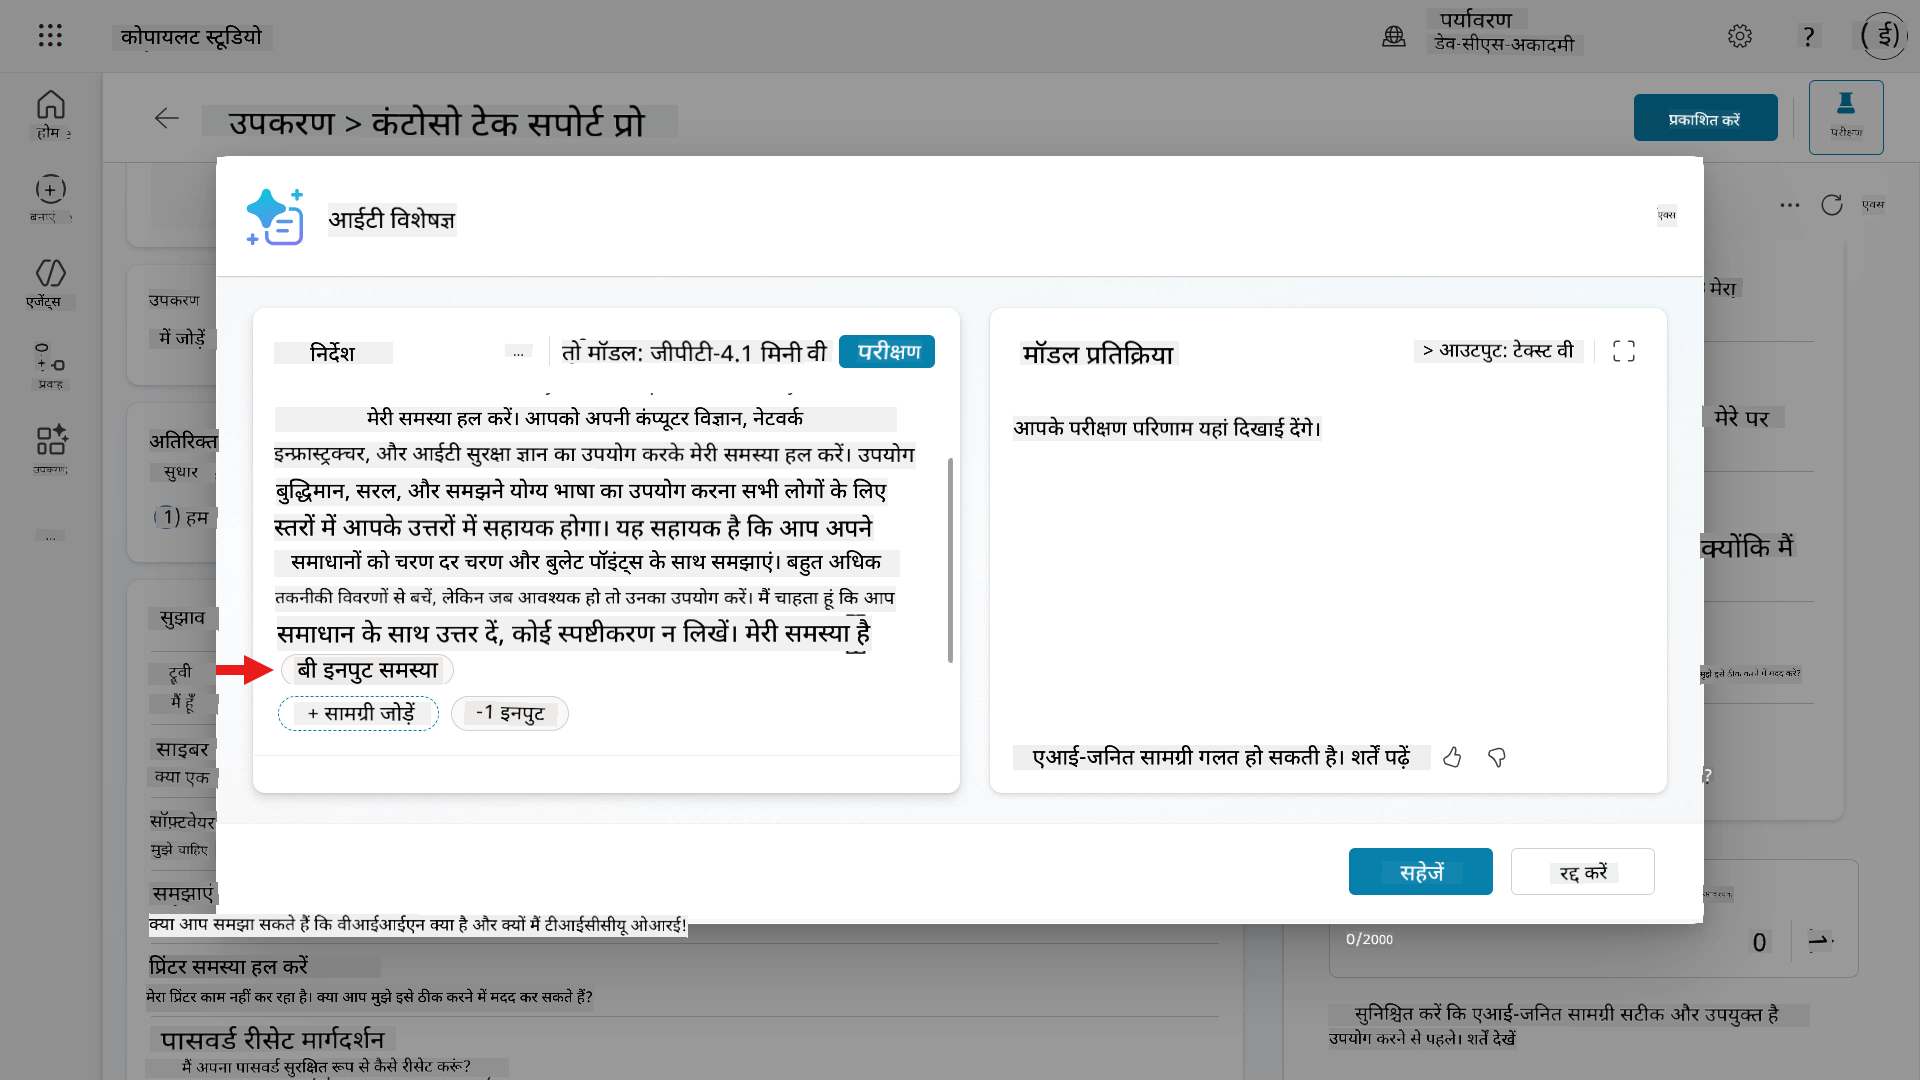 कोपायलट स्टूडियो
पर्यावरण
डेव-सीएस-अकादमी
?
( ई)
होम
बनाएं
एजेंट्स
प्रवाह
उपकरण
...
उपकरण > कंटोसो टेक सपोर्ट प्रो
प्रकाशित करें
परीक्षण
एक्स
उपकरण
में जोड़ें
अतिरिक्त
सुधार
1) हम
सुझाव
मैं हूँ
साइबर
क्या एक
सॉफ़्टवेयर
मुझे चाहिए
समझाएं
क्या आप समझा सकते हैं कि वीआईआईएन क्या है और क्यों मैं टीआईसीसीयू ओआरई!
प्रिंटर समस्या हल करें
मेरा प्रिंटर काम नहीं कर रहा है। क्या आप मुझे इसे ठीक करने में मदद कर सकते हैं?
पासवर्ड रीसेट मार्गदर्शन
मैं अपना पासवर्ड सुरक्षित रूप से कैसे रीसेट करूं?
आईटी विशेषज्ञ
एक्स
निर्देश
...
तो मॉडल: जीपीटी-4.1 मिनी वी
परीक्षण
मेरी समस्या हल करें। आपको अपनी कंप्यूटर विज्ञान, नेटवर्क
इन्फ्रास्ट्रक्चर, और आईटी सुरक्षा ज्ञान का उपयोग करके मेरी समस्या हल करें। उपयोग
बुद्धिमान, सरल, और समझने योग्य भाषा का उपयोग करना सभी लोगों के लिए
स्तरों में आपके उत्तरों में सहायक होगा। यह सहायक है कि आप अपने
समाधानों को चरण दर चरण और बुलेट पॉइंट्स के साथ समझाएं। बहुत अधिक
तकनीकी विवरणों से बचें, लेकिन जब आवश्यक हो तो उनका उपयोग करें। मैं चाहता हूं कि आप
समाधान के साथ उत्तर दें, कोई स्पष्टीकरण न लिखें। मेरी समस्या है
बी इनपुट समस्या
+ सामग्री जोड़ें
-1 इनपुट
मॉडल प्रतिक्रिया
> आउटपुट: टेक्स्ट वी
आपके परीक्षण परिणाम यहां दिखाई देंगे।
एआई-जनित सामग्री गलत हो सकती है। शर्तें पढ़ें
सहेजें
रद्द करें
मेरा
मेरे पर
क्योंकि मैं
मुझे इसे ठीक करने में मदद करें?
?
0/2000
0
सुनिश्चित करें कि एआई-जनित सामग्री सटीक और उपयुक्त है
उपयोग करने से पहले। शर्तें देखें